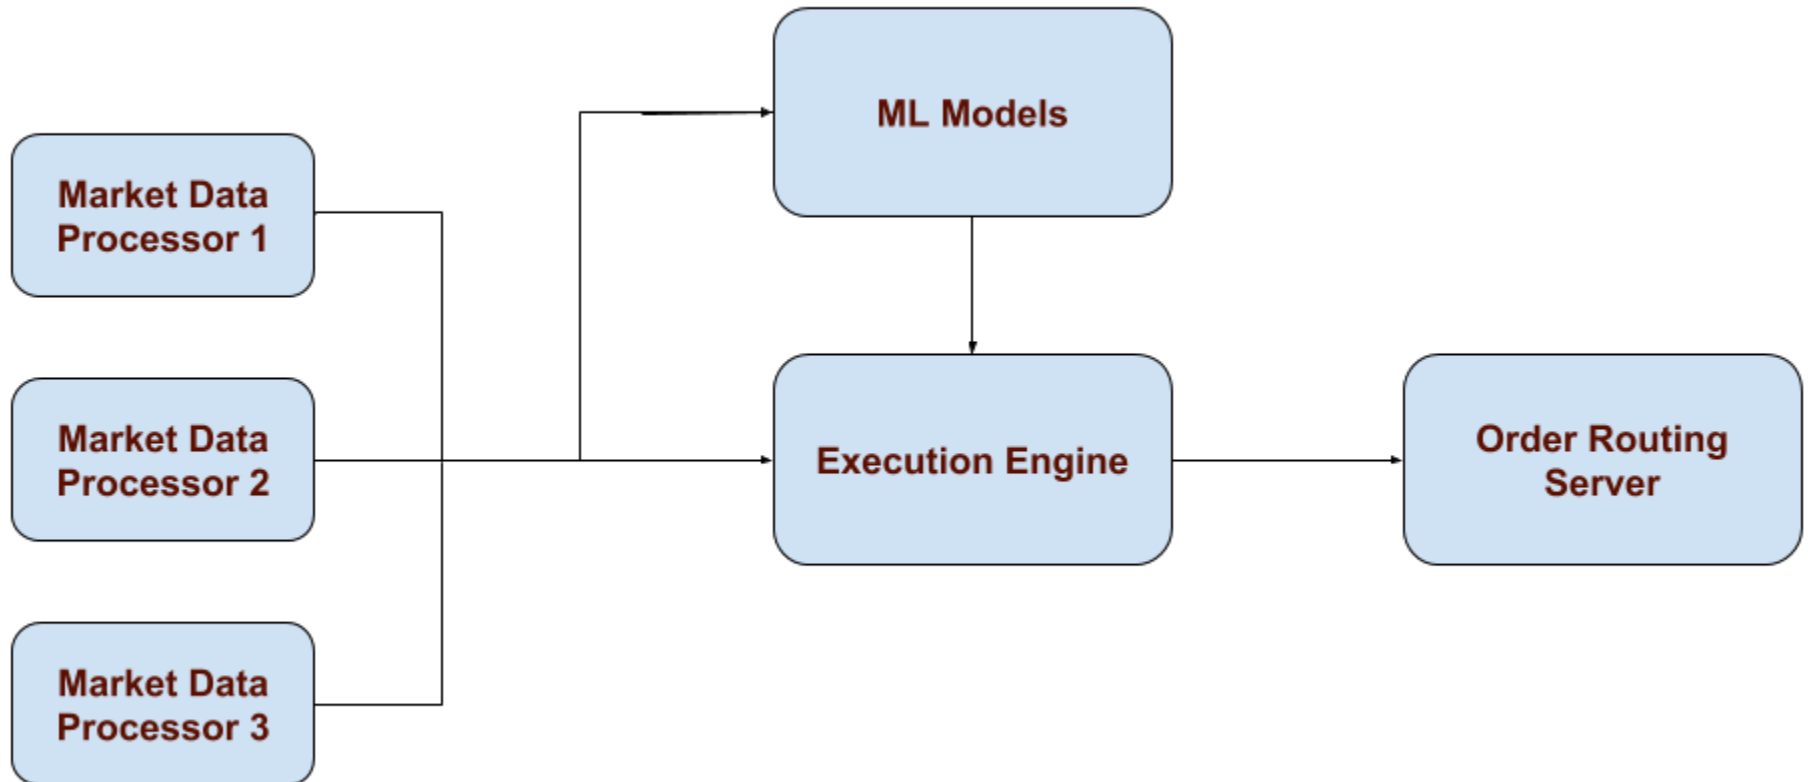 ML Models
Market Data
Processor 1
Market Data
Processor 2
Execution Engine
Order Routing
Server
Market Data
Processor 3